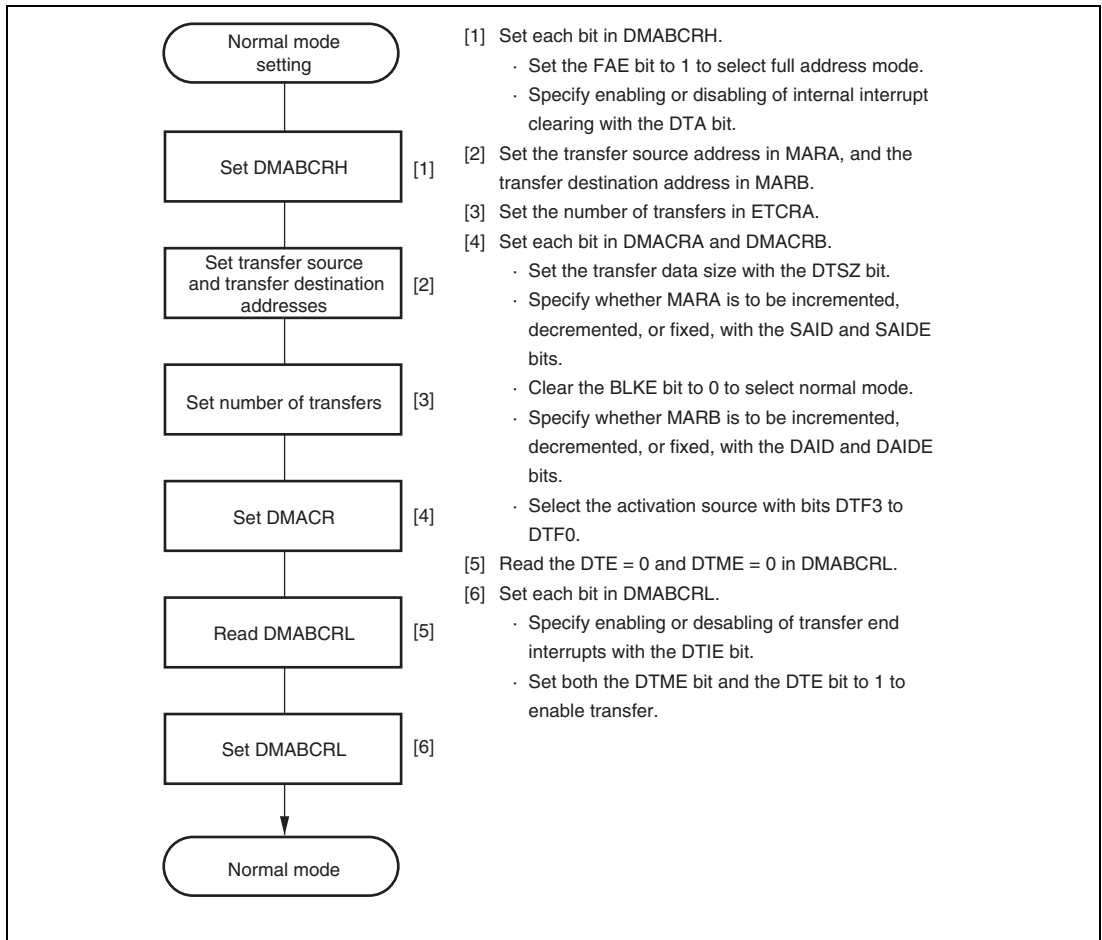 Normal mode
setting
Set DMABCRH
[1]
Set transfer source
and transfer destination
addresses
[2]
Set number of transfers
[3]
Set DMACR
[4]
Read DMABCRL
[5]
Set DMABCRL
[6]
Normal mode
[1] Set each bit in DMABCRH.
· Set the FAE bit to 1 to select full address mode.
· Specify enabling or disabling of internal interrupt
clearing with the DTA bit.
[2] Set the transfer source address in MARA, and the
transfer destination address in MARB.
[3] Set the number of transfers in ETCRA.
[4] Set each bit in DMACRA and DMACRB.
· Set the transfer data size with the DTSZ bit.
· Specify whether MARA is to be incremented,
decremented, or fixed, with the SAID and SAIDE
bits.
· Clear the BLKE bit to 0 to select normal mode.
· Specify whether MARB is to be incremented,
decremented, or fixed, with the DAID and DAIDE
bits.
· Select the activation source with bits DTF3 to
DTF0.
[5] Read the DTE = 0 and DTME = 0 in DMABCRL.
[6] Set each bit in DMABCRL.
· Specify enabling or desabling of transfer end
interrupts with the DTIE bit.
· Set both the DTME bit and the DTE bit to 1 to
enable transfer.